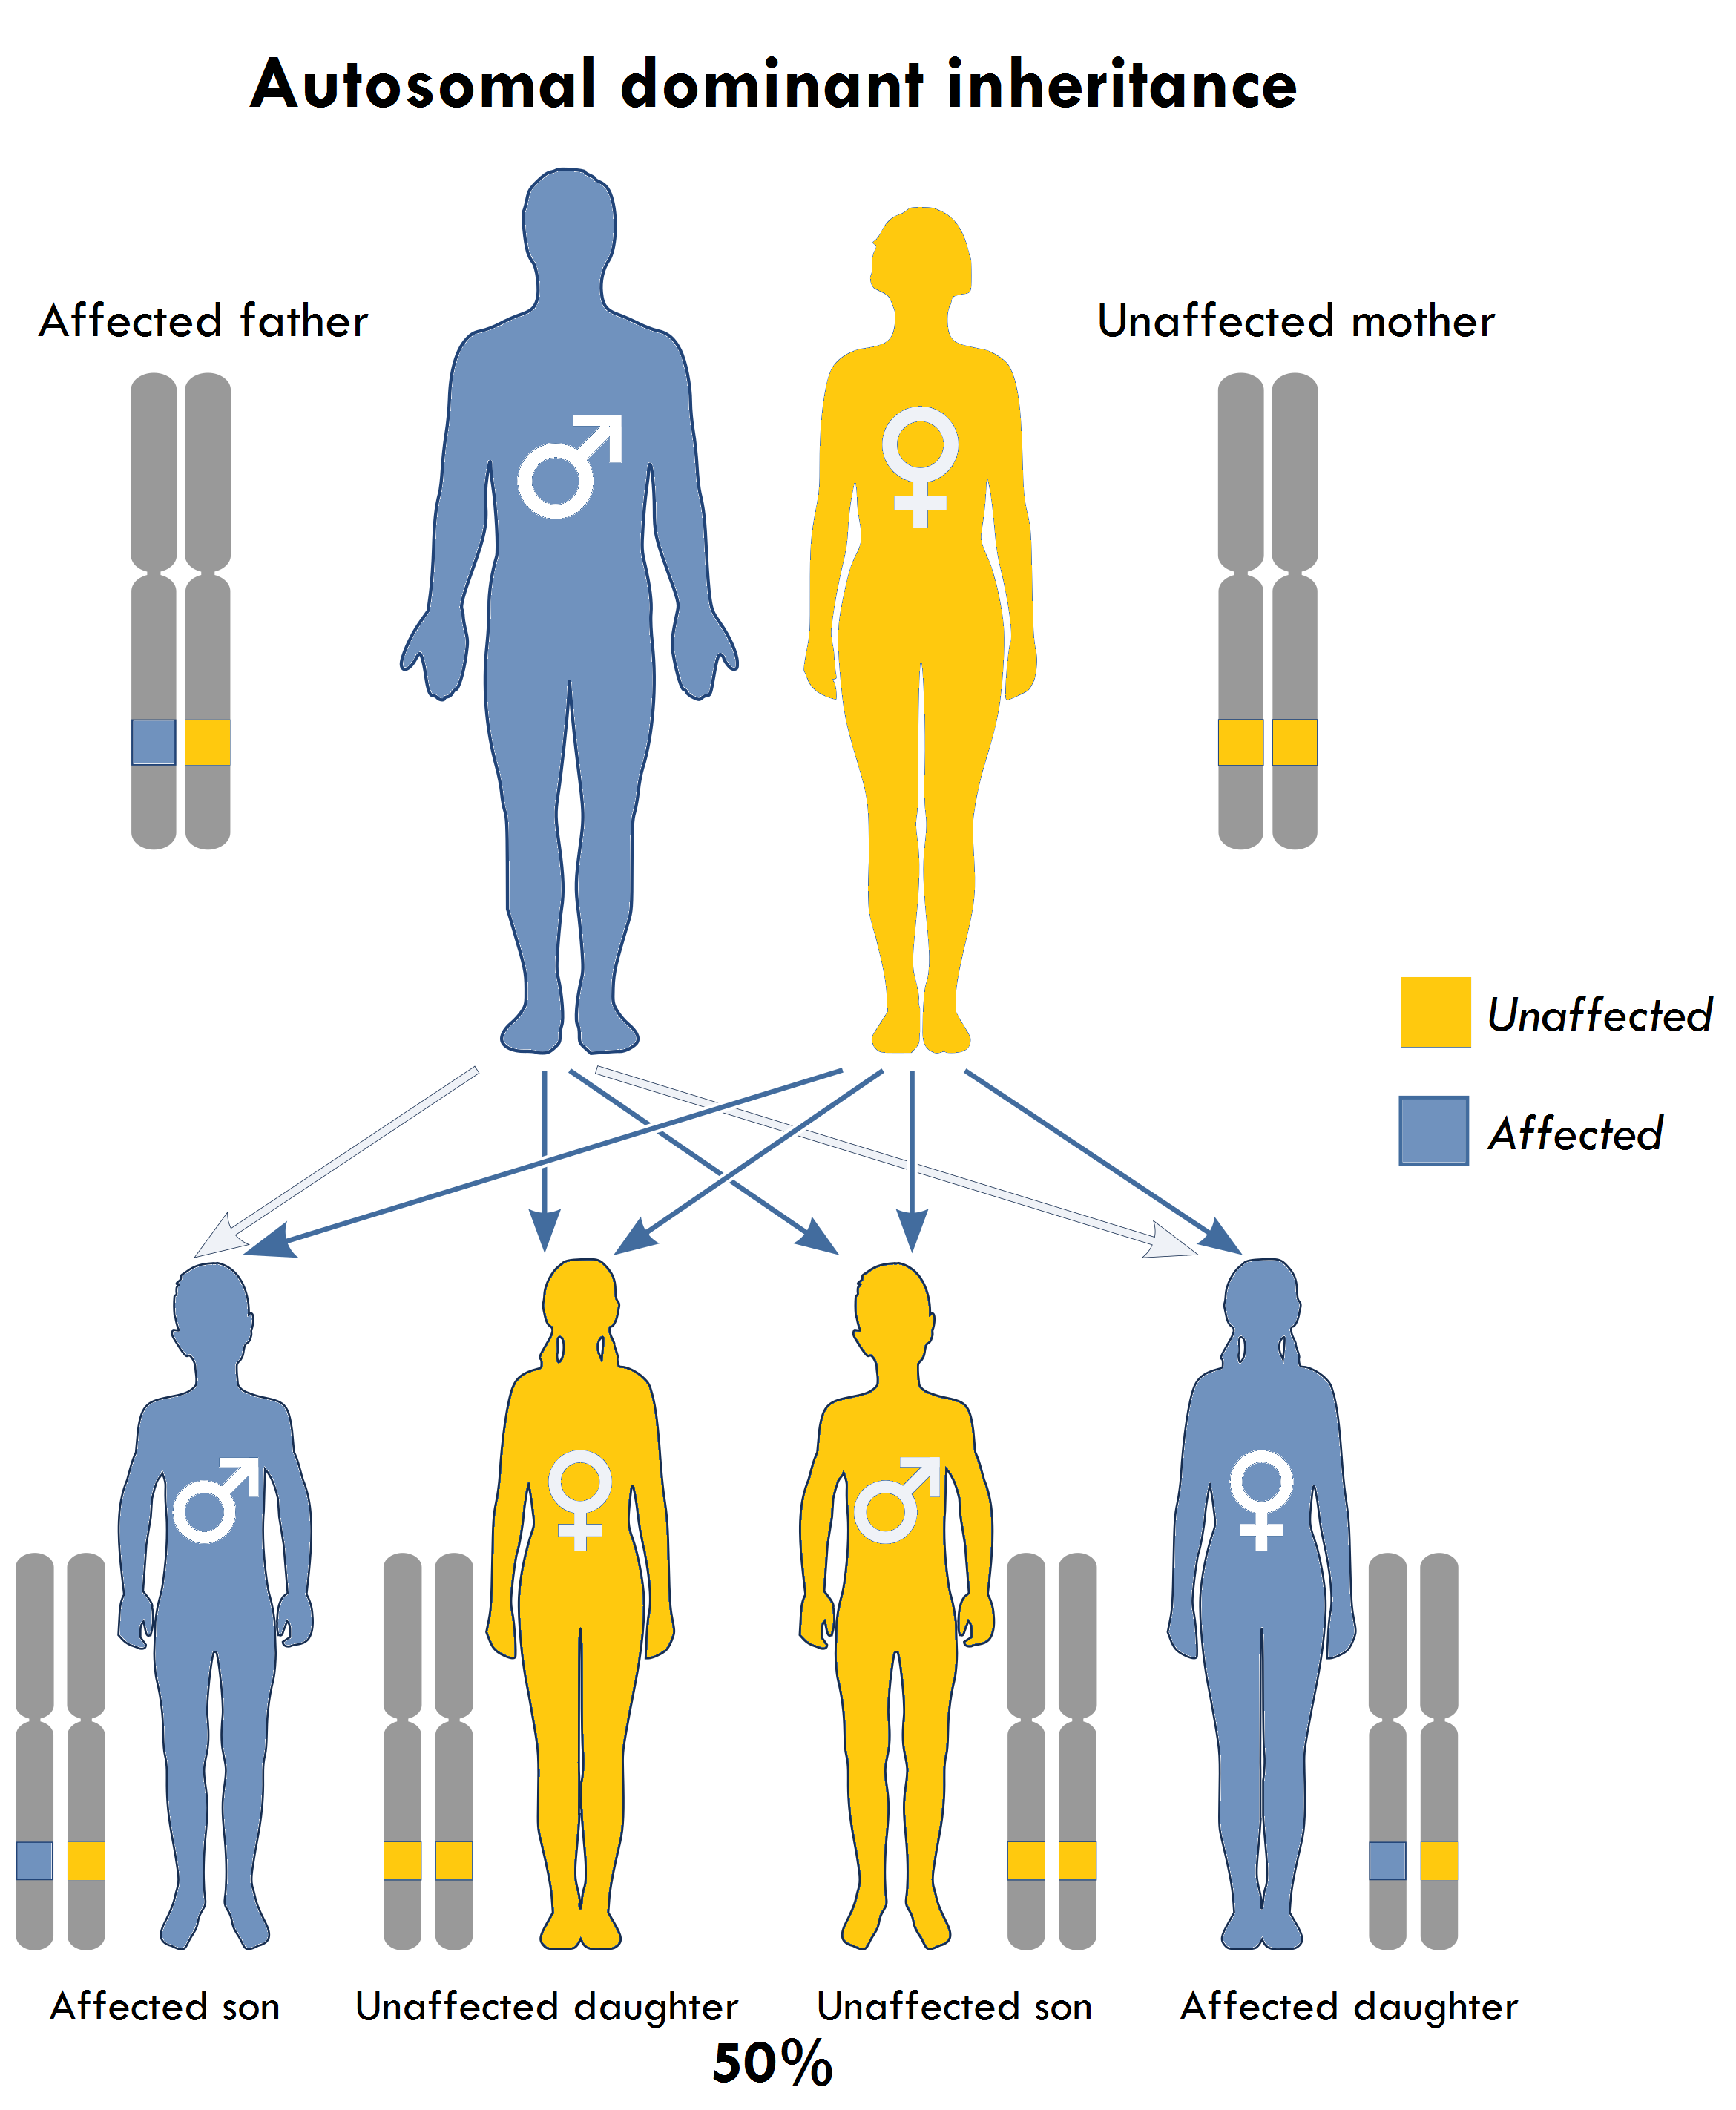 Autosomal dominant inheritance
Affected father
Unaffected mother
Unaffected
Affected
Affected son
Unaffected daughter
Unaffected son
Affected daughter
50%